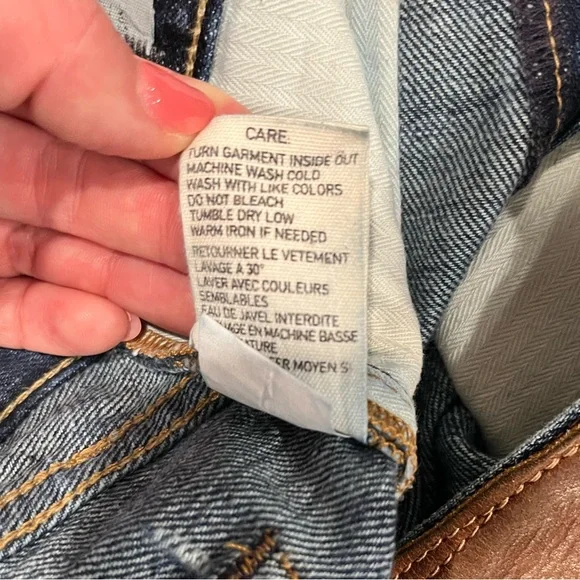 CARE.
TURN GARMENT INSIDE OUT
MACHINE WASH COLD
WASH WITH LIKE COLORS
DO NOT BLEACH
TUMBLE DRY LOW
WARM IRON IF NEEDED
RETOURNER LE VETEMENT
LAVAGE A 30°
LAVER AVEC COULEURS
SEMBLABLES
EAU DE JAVEL INTERDITE
EN MACHINE BASSE
MOYEN